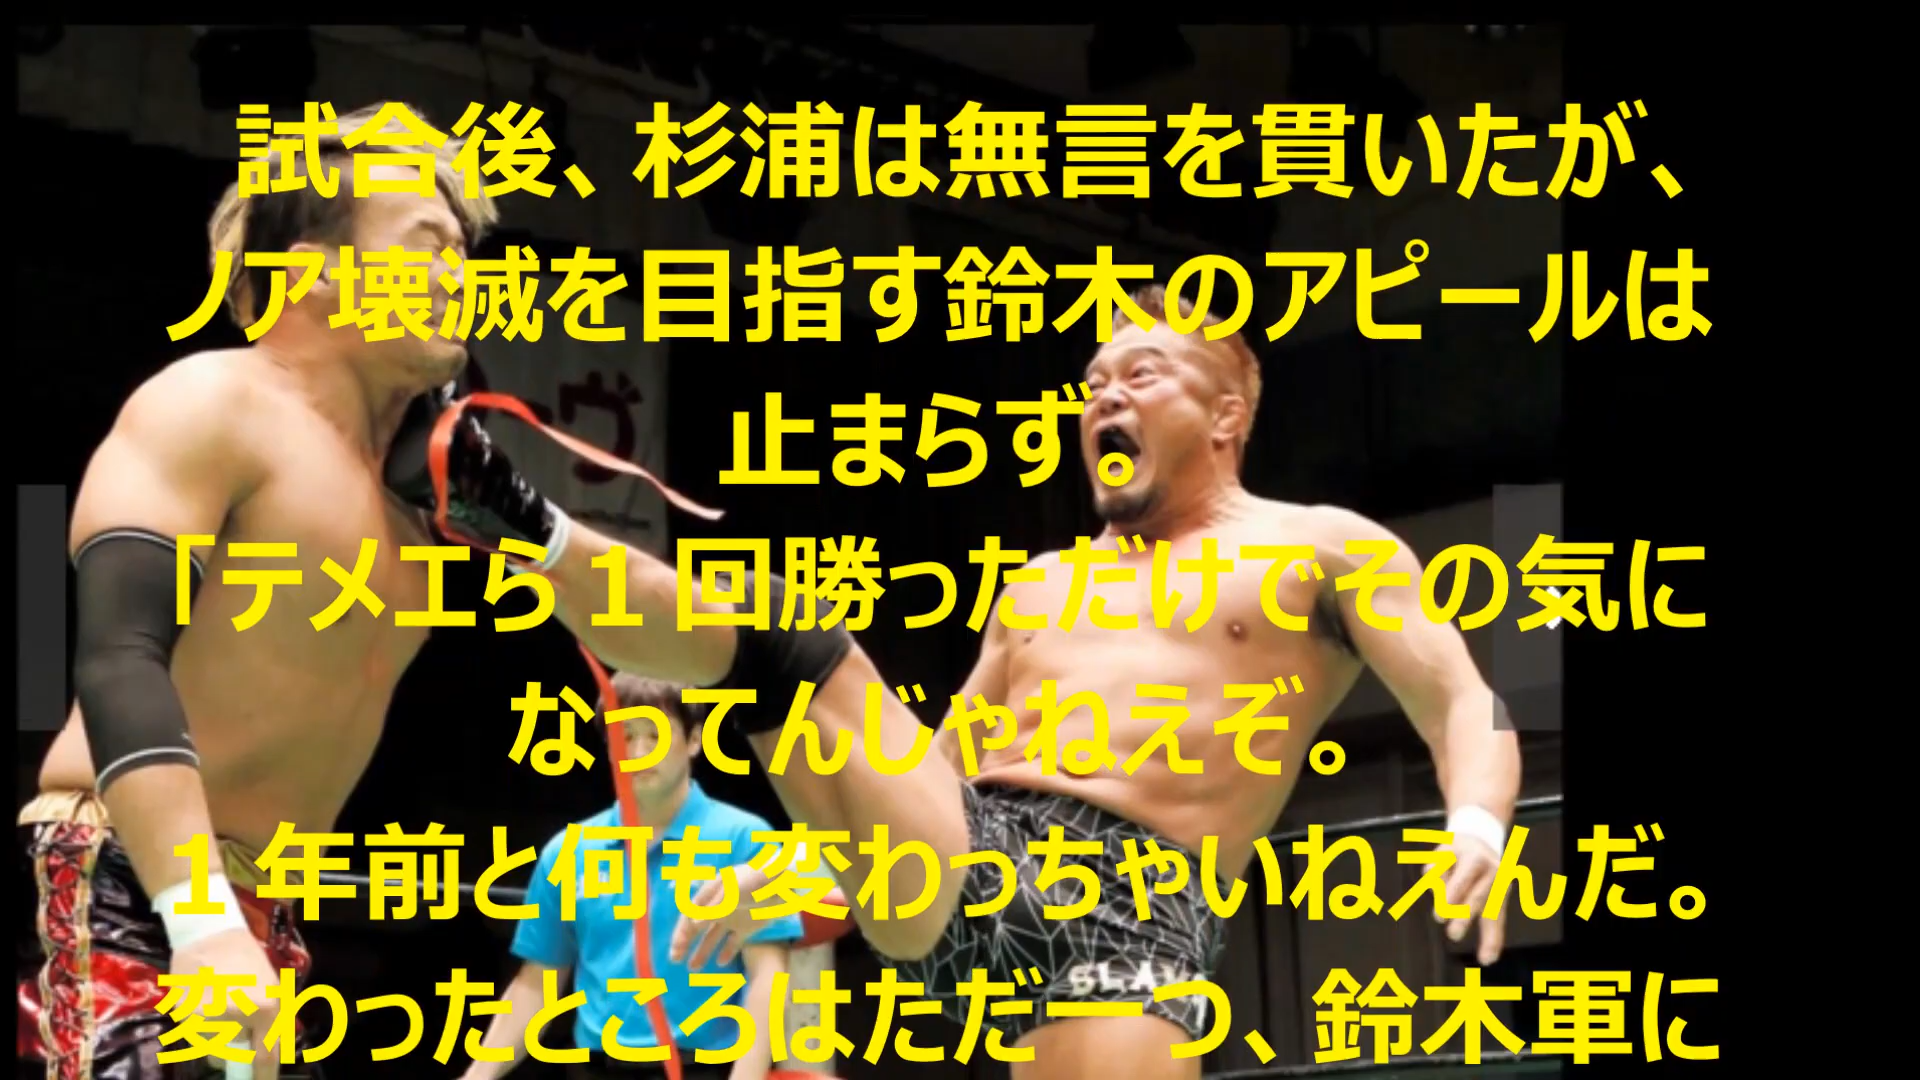 試合後、杉浦は無言を貫いたが、
ノア壊滅を目指す鈴木のアピールは
止まらず。
「テメエら１回勝っただけでその気に
なってんじゃねえぞ。
１年前と何も変わっちゃいねえんだ。
変わったところはただ一つ、鈴木軍に